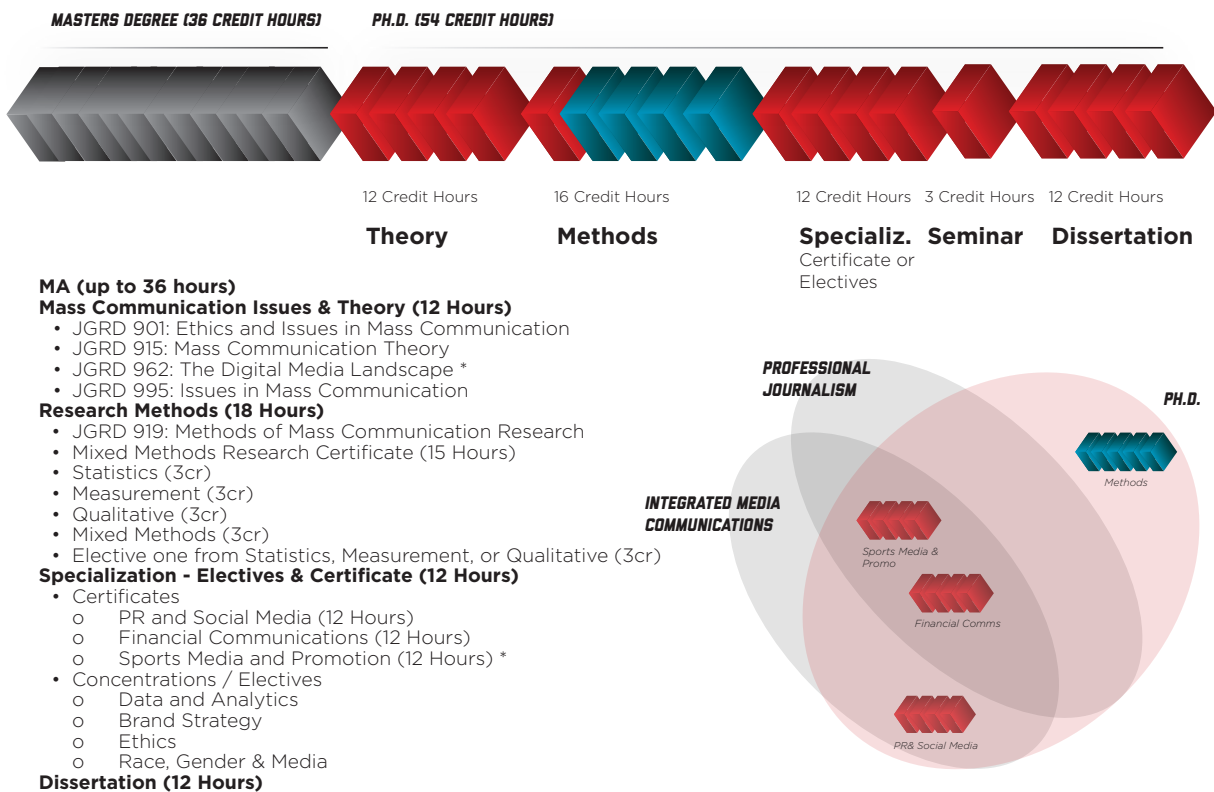 MASTERS DEGREE (36 CREDIT HOURS)
PH.D. (54 CREDIT HOURS)
12 Credit Hours
16 Credit Hours
12 Credit Hours
3 Credit Hours
12 Credit Hours
Theory
Methods
Specializ.
Seminar
Dissertation
Certificate or
Electives
MA (up to 36 hours)
Mass Communication Issues & Theory (12 Hours)
• JGRD 901: Ethics and Issues in Mass Communication
• JGRD 915: Mass Communication Theory
• JGRD 962: The Digital Media Landscape *
• JGRD 995: Issues in Mass Communication
Research Methods (18 Hours)
• JGRD 919: Methods of Mass Communication Research
• Mixed Methods Research Certificate (15 Hours)
• Statistics (3cr)
• Measurement (3cr)
• Qualitative (3cr)
• Mixed Methods (3cr)
• Elective one from Statistics, Measurement, or Qualitative (3cr)
Specialization - Electives & Certificate (12 Hours)
• Certificates
o PR and Social Media (12 Hours)
o Financial Communications (12 Hours)
o Sports Media and Promotion (12 Hours) *
• Concentrations / Electives
o Data and Analytics
o Brand Strategy
o Ethics
o Race, Gender & Media
Dissertation (12 Hours)
PROFESSIONAL
JOURNALISM
PH.D.
INTEGRATED MEDIA
COMMUNICATIONS
Methods
Sports Media &
Promo
Financial Comms
PR& Social Media